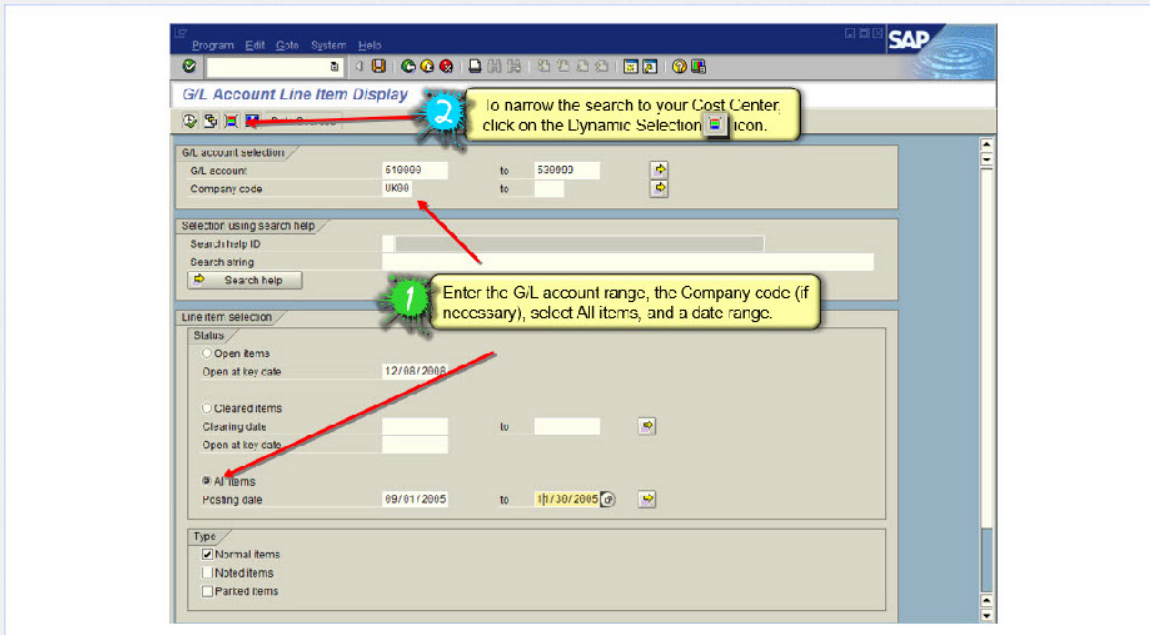 Program Edit Goto System Help
SAP
G/L Account Line Item Display
2
To narrow the search to your Cost Center,
click on the Dynamic Selection icon.
G/L account selection
G/L account 510000 to 530999
Company code UK00 to
Selection using search help
Search help ID
Search string
Search help
1
Enter the G/L account range, the Company code (if
necessary), select All items, and a date range.
Line item selection
Status
Open items
Open at key date 12/08/2008
Cleared items
Clearing date to
Open at key date
All items
Posting date 09/01/2005 to 11/30/2005
Type
Normal items
Noted items
Parked items